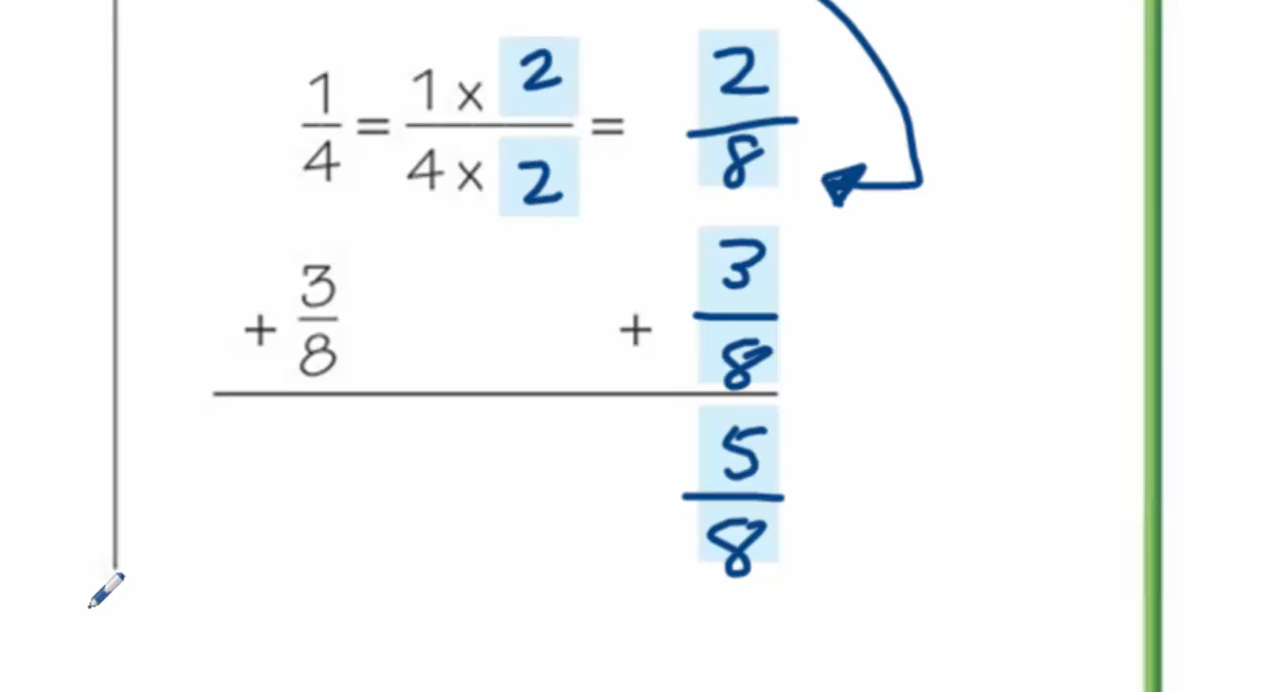 1/4 = 1 x 2 / 4 x 2 = 2/8
+ 3/8 + 3/8
5/8